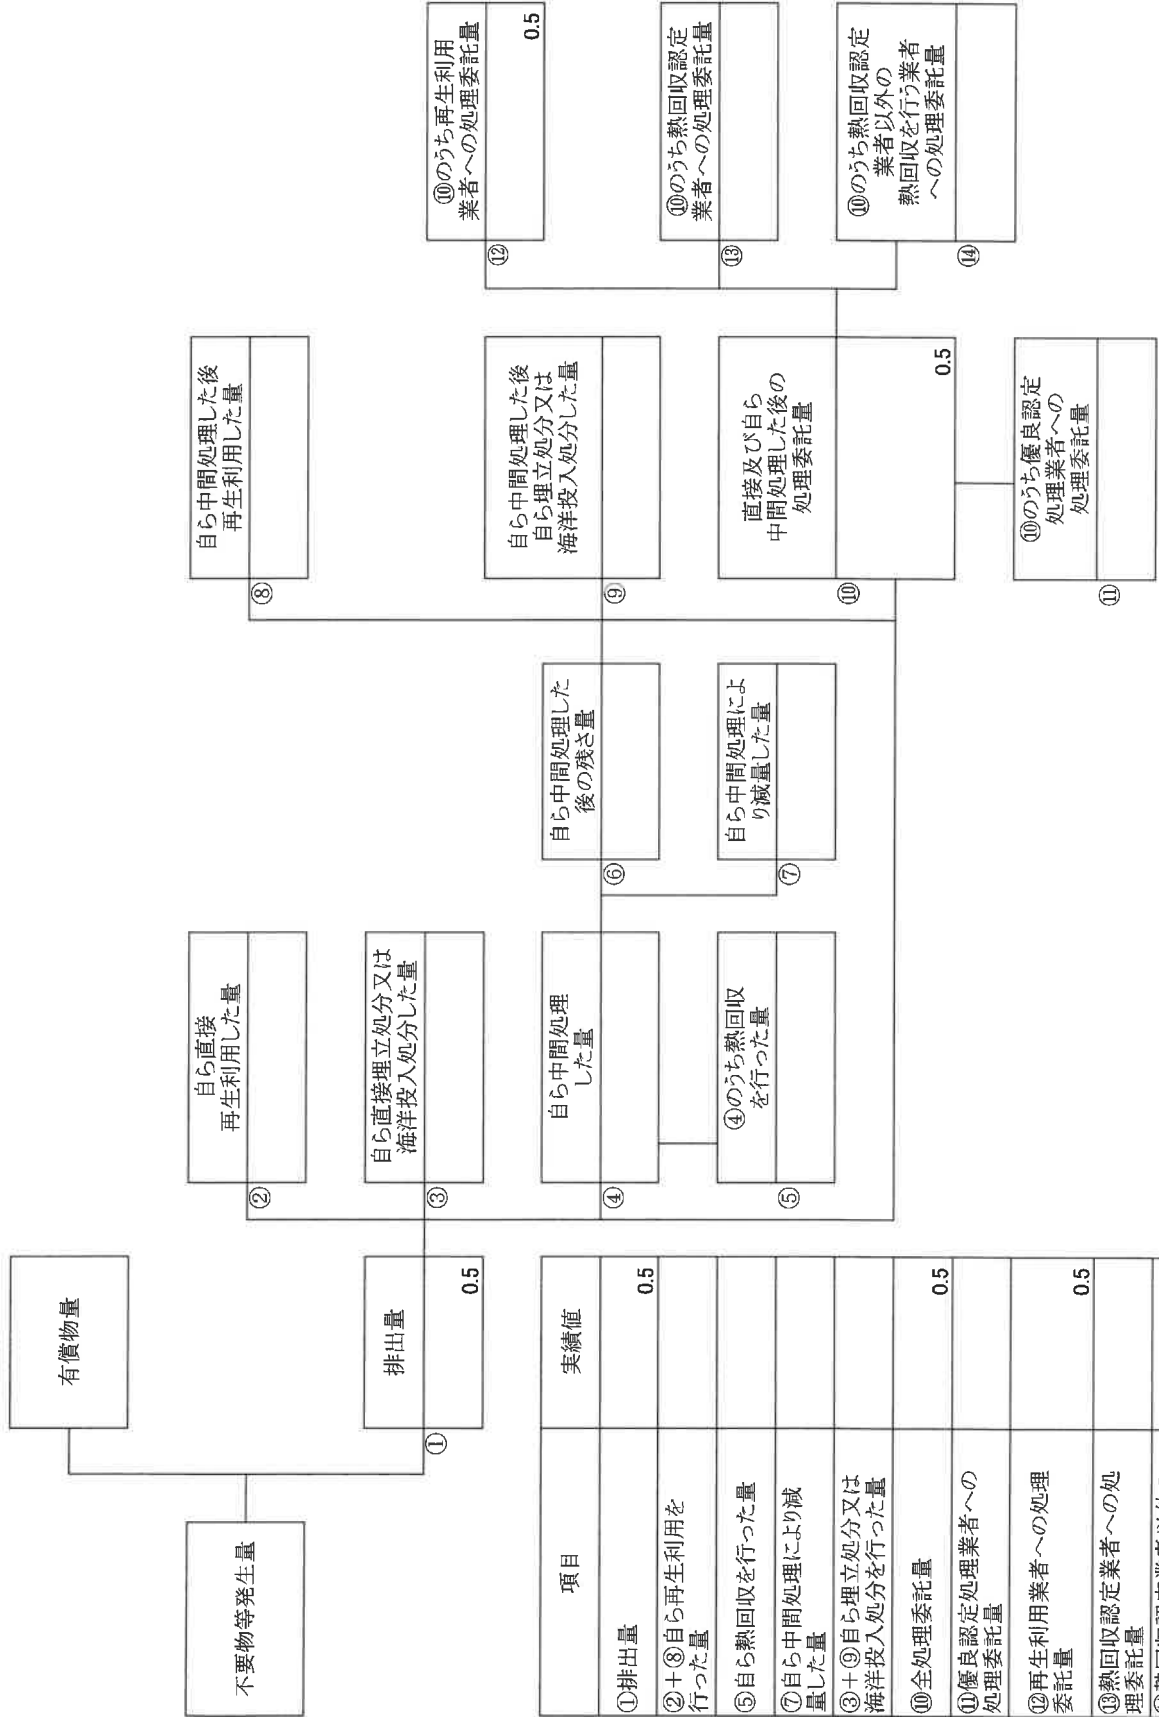 不要物等発生量
有償物量
排出量
①
0.5
自ら直接
再生利用した量
②
自ら直接埋立処分又は
海洋投入処分した量
③
自ら中間処理
した量
④
④のうち熱回収
を行った量
⑤
自ら中間処理した
後の残さ量
⑥
自ら中間処理によ
り減量した量
⑦
自ら中間処理した後
再生利用した量
⑧
自ら中間処理した後
自ら埋立処分又は
海洋投入処分した量
⑨
直接及び自ら
中間処理した後の
処理委託量
⑩
0.5
⑩のうち優良認定
処理業者への
処理委託量
⑪
⑩のうち再生利用
業者への処理委託量
⑫
0.5
⑩のうち熱回収認定
業者への処理委託量
⑬
⑩のうち熱回収認定
業者以外の
熱回収を行う業者
への処理委託量
⑭
項目
実績値
①排出量
0.5
②+⑧自ら再生利用を
行った量
⑤自ら熱回収を行った量
⑦自ら中間処理により減
量した量
③+⑨自ら埋立処分又は
海洋投入処分を行った量
⑩全処理委託量
0.5
⑪優良認定処理業者への
処理委託量
⑫再生利用業者への処理
委託量
0.5
⑬熱回収認定業者への処
理委託量